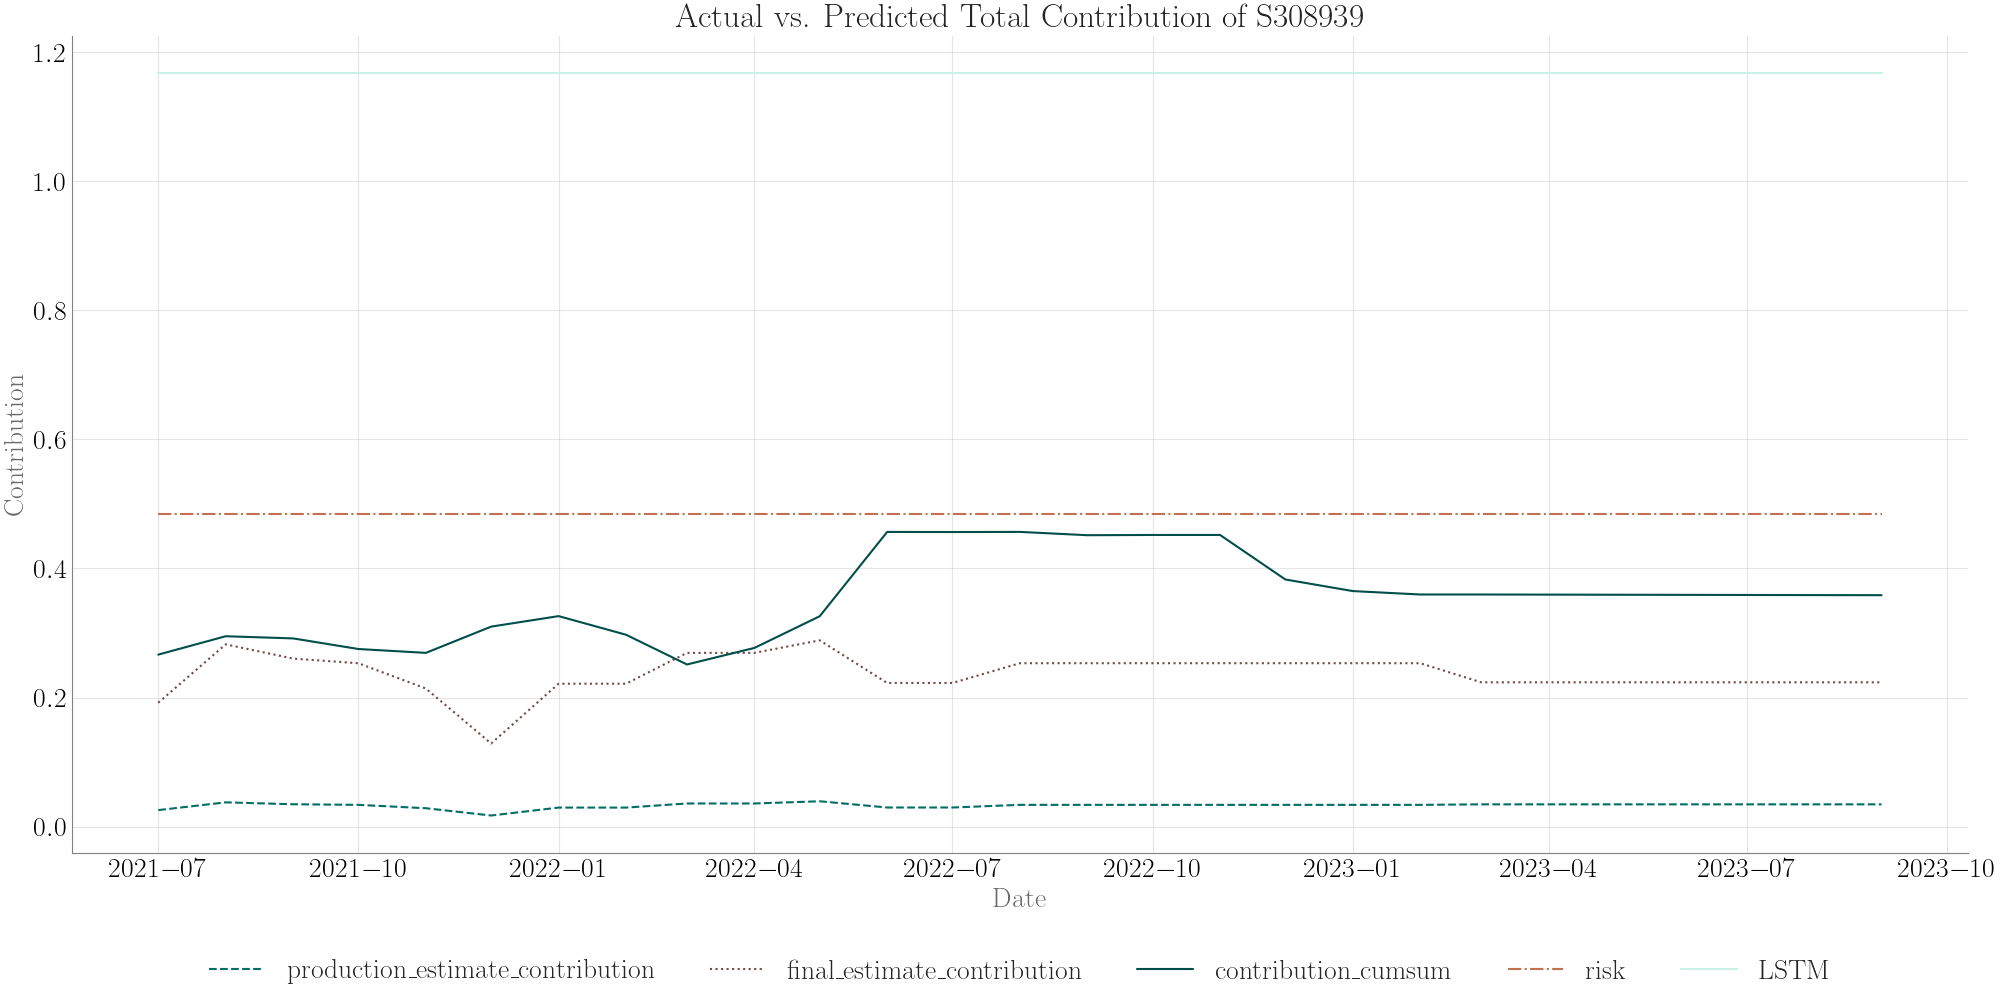 Actual vs. Predicted Total Contribution of S308939
1.2
1.0
0.8
0.6
0.4
0.2
0.0
Contribution
2021−07 2021−10 2022−01 2022−04 2022−07 2022−10 2023−01 2023−04 2023−07 2023−10
Date
production_estimate_contribution final_estimate_contribution contribution_cumsum risk LSTM